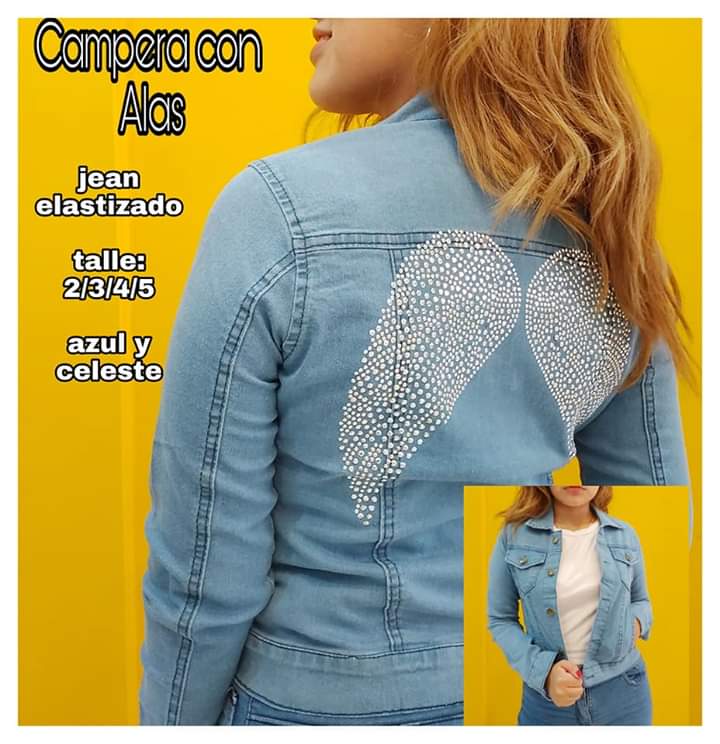 Campera con
Alas
jean
elastizado
talle:
2/3/4/5
azul y
celeste